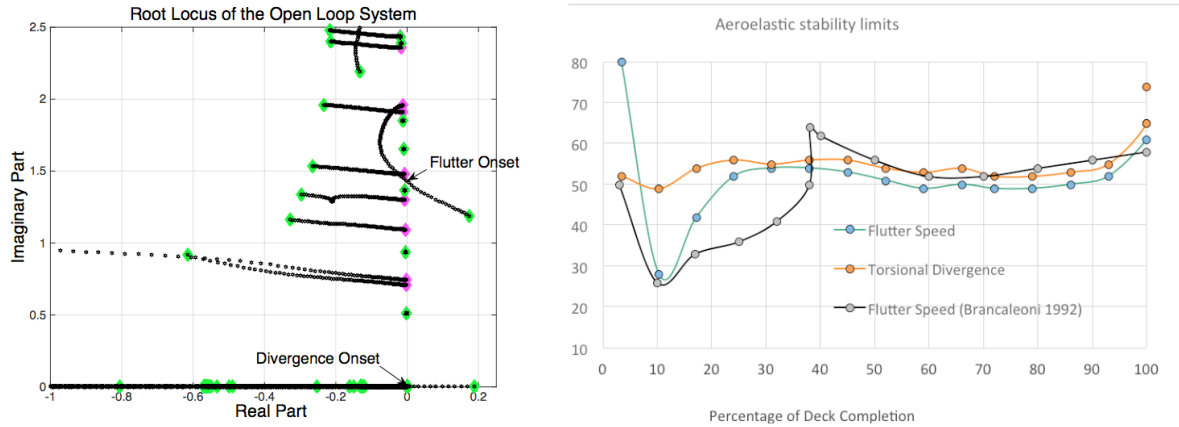 Root Locus of the Open Loop System
2.5
2
1.5
1
0.5
0
Imaginary Part
Flutter Onset
Divergence Onset
-1 -0.8 -0.6 -0.4 -0.2 0 0.2
Real Part
Aeroelastic stability limits
80
70
60
50
40
30
20
10
Flutter Speed
Torsional Divergence
Flutter Speed (Brancaleoni 1992)
0 10 20 30 40 50 60 70 80 90 100
Percentage of Deck Completion